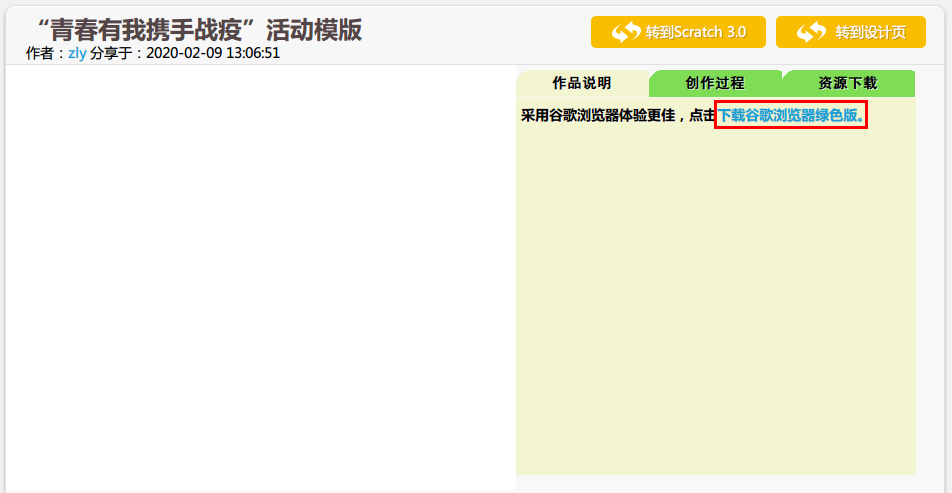 “青春有我携手战疫”活动模版
转到Scratch 3.0
转到设计页
作者：zly 分享于：2020-02-09 13:06:51
作品说明
创作过程
资源下载
采用谷歌浏览器体验更佳，点击下载谷歌浏览器绿色版。